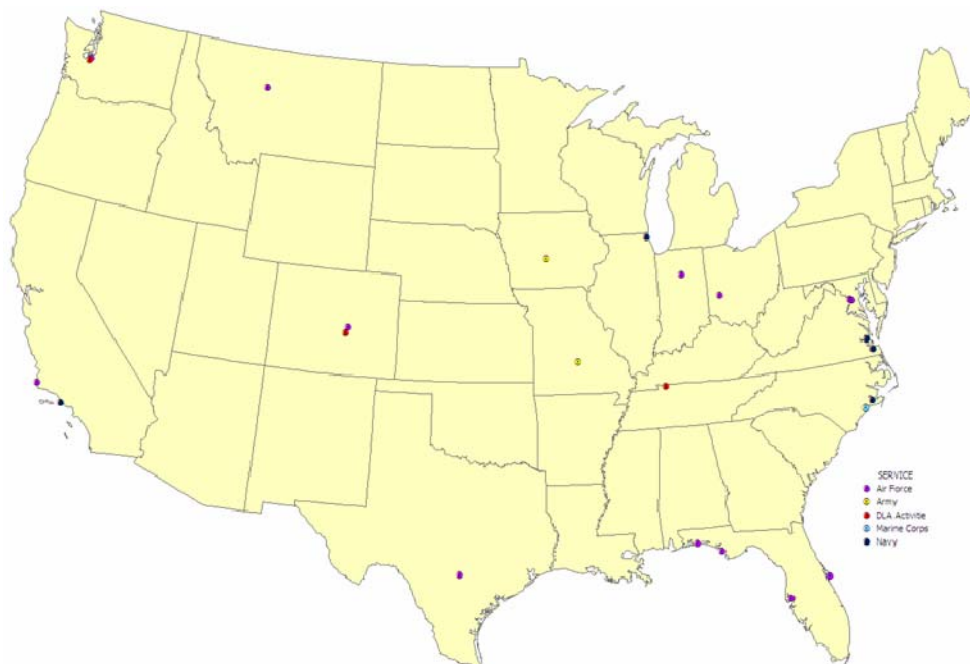 SERVICE
Air Force
Army
DLA Activitie
Marine Corps
Navy